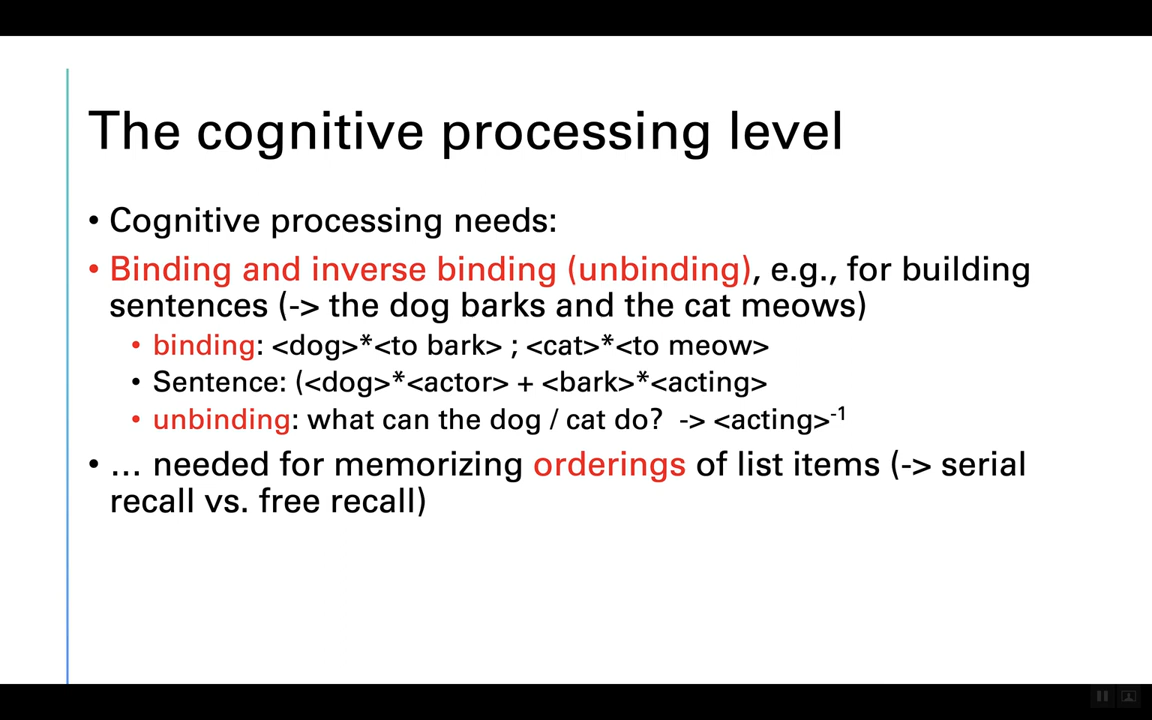 The cognitive processing level
• Cognitive processing needs:
• Binding and inverse binding (unbinding), e.g., for building
sentences (-> the dog barks and the cat meows)
• binding: <dog>*<to bark> ; <cat>*<to meow>
• Sentence: (<dog>*<actor> + <bark>*<acting>
• unbinding: what can the dog / cat do? -> <acting>⁻¹
• … needed for memorizing orderings of list items (-> serial
recall vs. free recall)